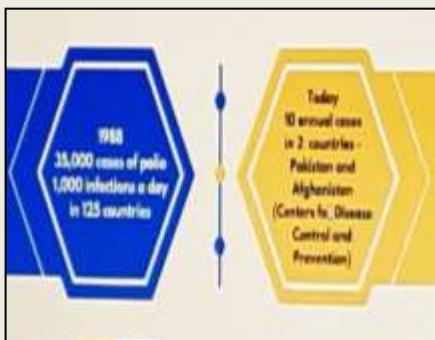 1988
35,000 cases of polio
1,000 infections a day
in 125 countries
Today
10 annual cases
in 2 countries -
Pakistan and
Afghanistan
(Centers fo, Disease
Control and
Prevention)